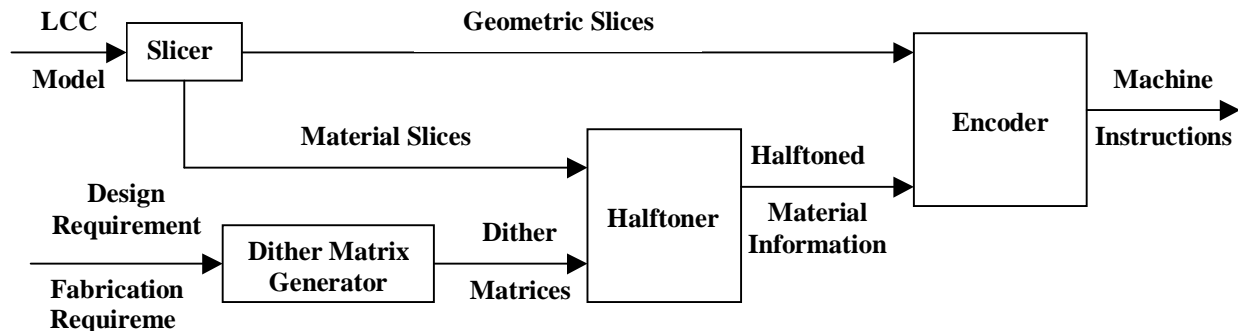 LCC
Model
Slicer
Geometric Slices
Material Slices
Encoder
Machine
Instructions
Halftoner
Halftoned
Material
Information
Design
Requirement
Fabrication
Requireme
Dither Matrix
Generator
Dither
Matrices